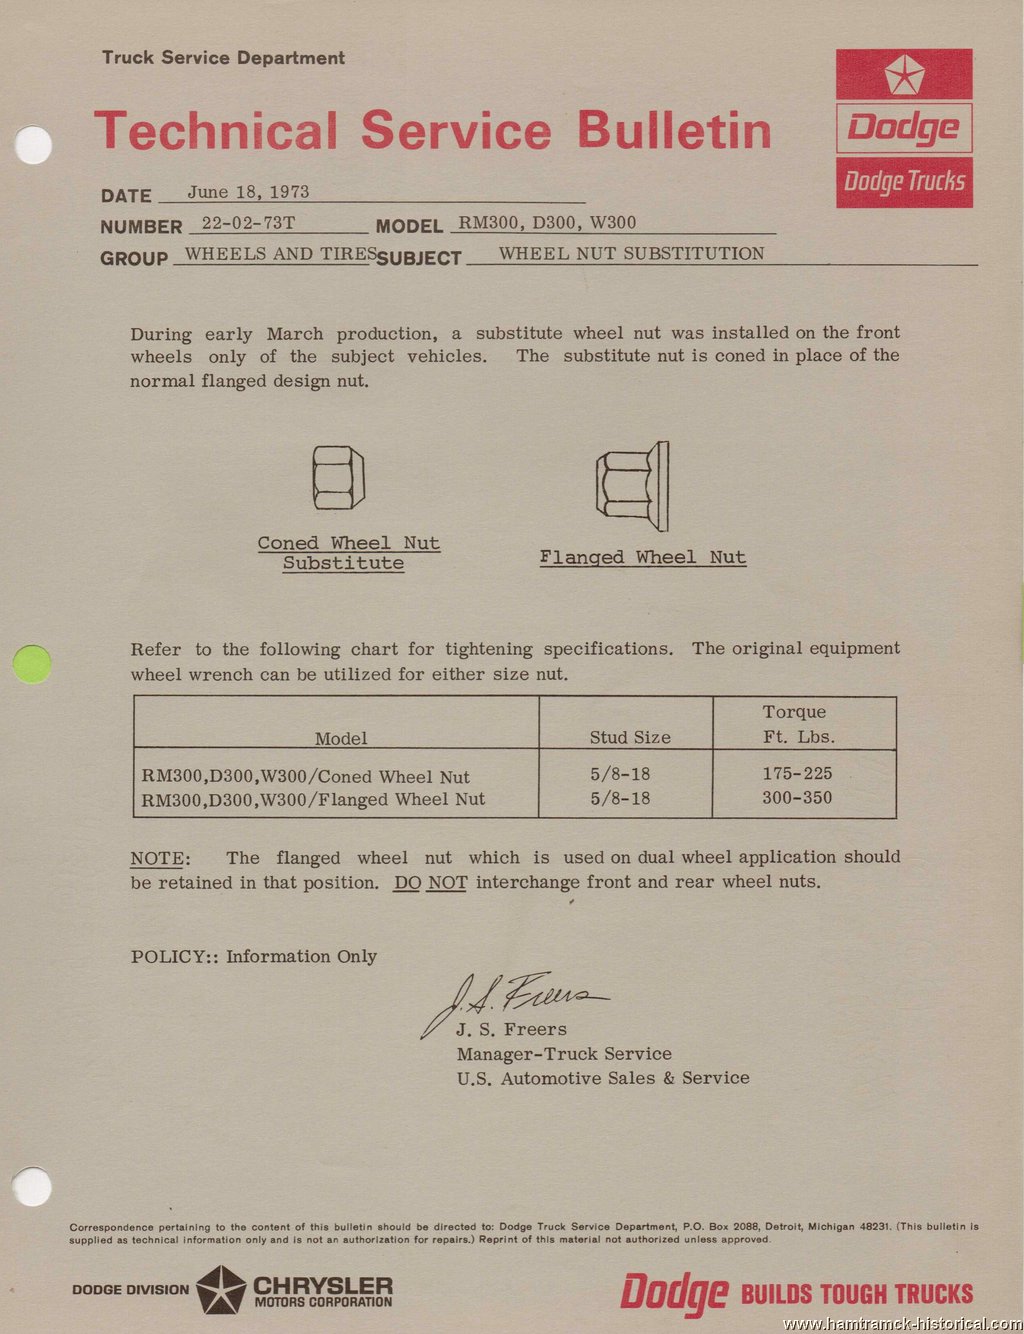 Truck Service Department
Technical Service Bulletin
Dodge
Dodge Trucks
DATE June 18, 1973
NUMBER 22-02-73T MODEL RM300, D300, W300
GROUP WHEELS AND TIRES SUBJECT WHEEL NUT SUBSTITUTION
During early March production, a substitute wheel nut was installed on the front
wheels only of the subject vehicles. The substitute nut is coned in place of the
normal flanged design nut.
Coned Wheel Nut
Substitute
Flanged Wheel Nut
Refer to the following chart for tightening specifications. The original equipment
wheel wrench can be utilized for either size nut.
Torque
Model Stud Size Ft. Lbs.
RM300,D300,W300/Coned Wheel Nut 5/8-18 175-225
RM300,D300,W300/Flanged Wheel Nut 5/8-18 300-350
NOTE: The flanged wheel nut which is used on dual wheel application should
be retained in that position. DO NOT interchange front and rear wheel nuts.
POLICY:: Information Only
J. S. Freers
J. S. Freers
Manager-Truck Service
U.S. Automotive Sales & Service
Correspondence pertaining to the content of this bulletin should be directed to: Dodge Truck Service Department, P.O. Box 2088, Detroit, Michigan 48231. (This bulletin is
supplied as technical information only and is not an authorization for repairs.) Reprint of this material not authorized unless approved.
DODGE DIVISION CHRYSLER
MOTORS CORPORATION
Dodge BUILDS TOUGH TRUCKS
www.hamtramck-historical.com